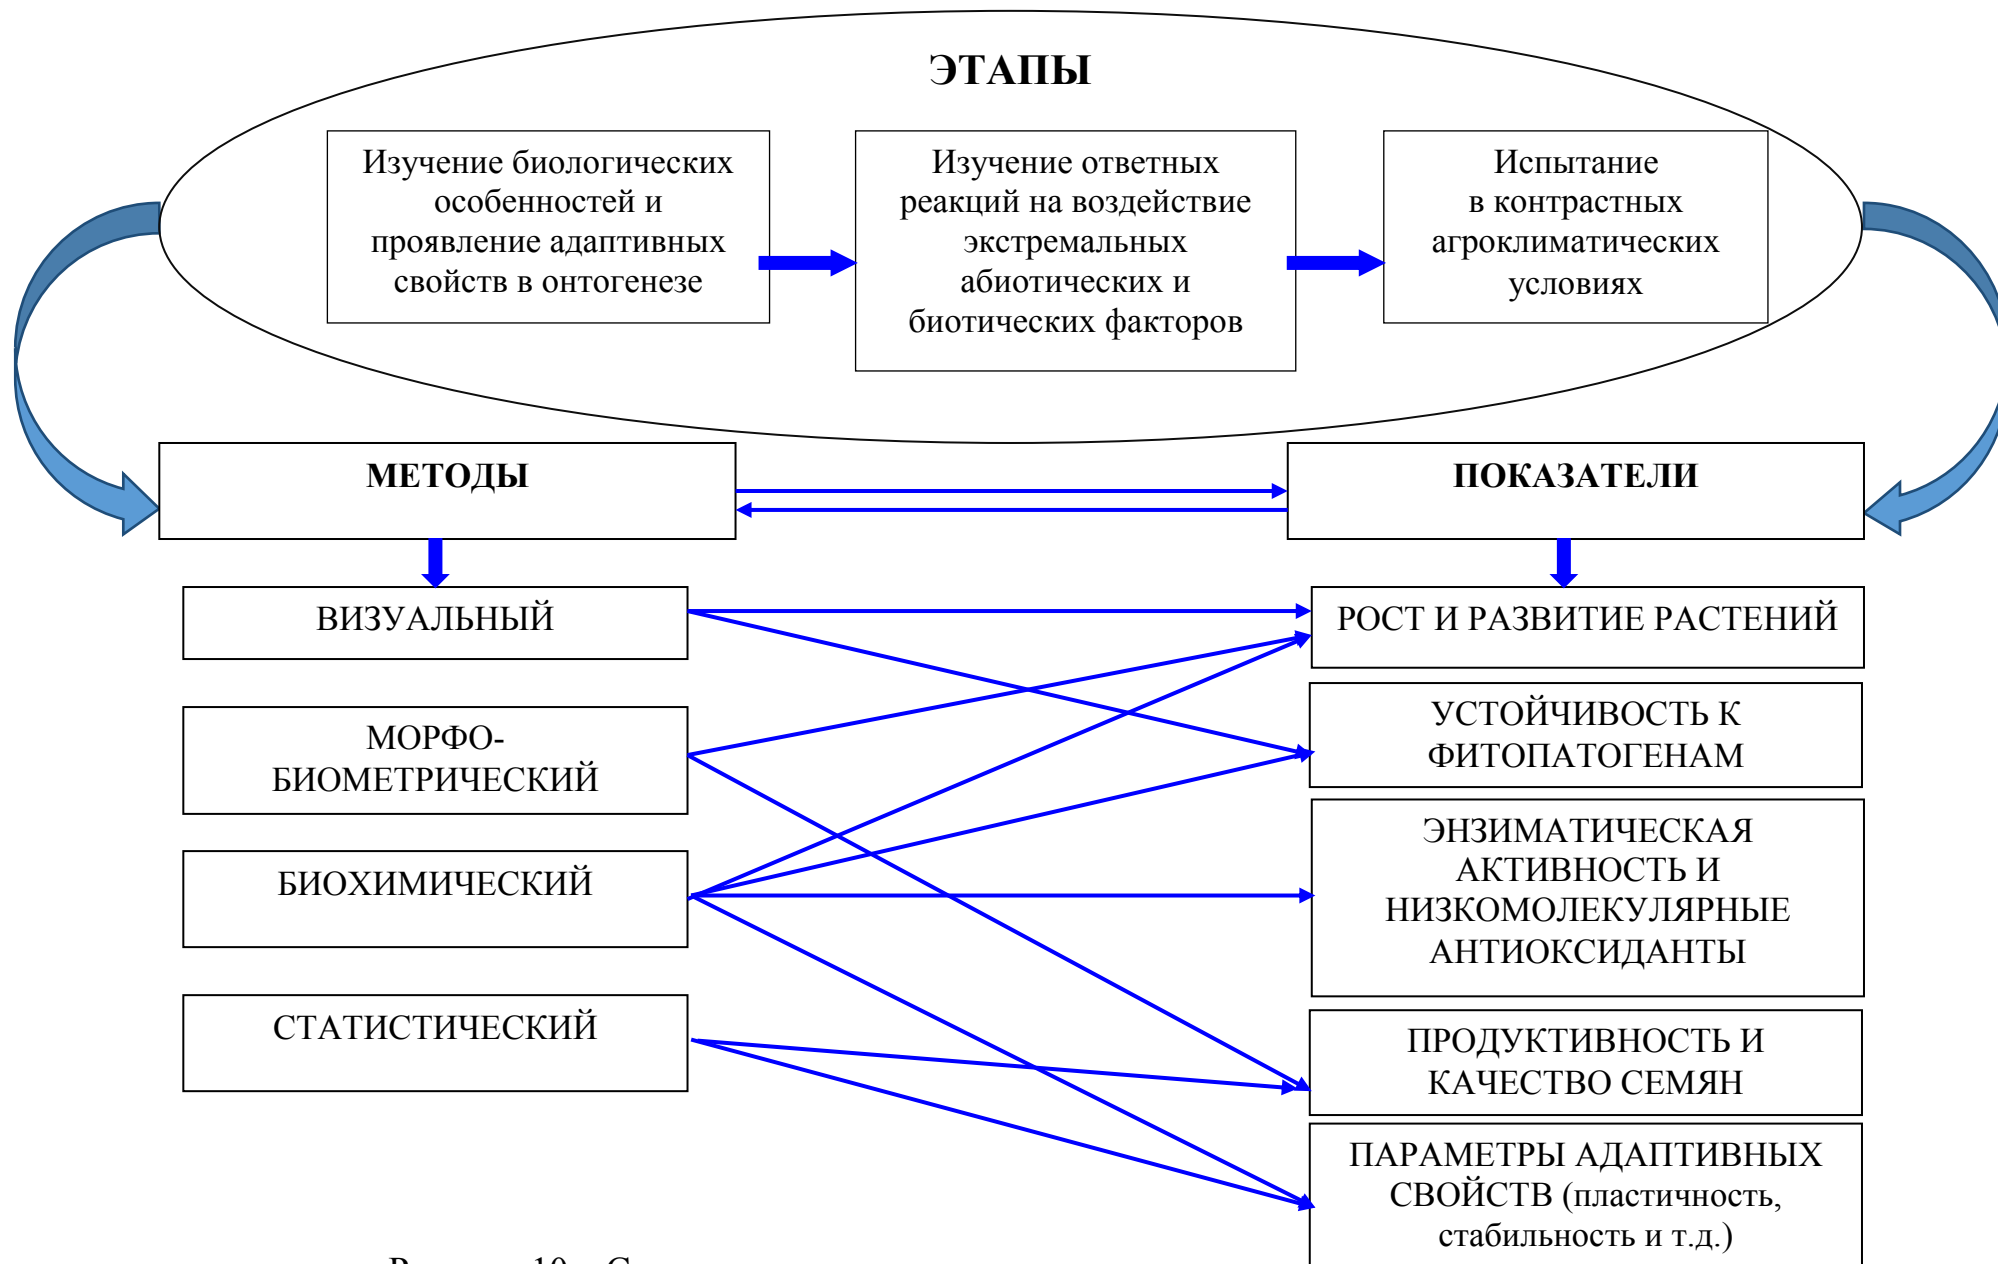 ЭТАПЫ
Изучение биологических
особенностей и
проявление адаптивных
свойств в онтогенезе
Изучение ответных
реакций на воздействие
экстремальных
абиотических и
биотических факторов
Испытание
в контрастных
агроклиматических
условиях
МЕТОДЫ
ПОКАЗАТЕЛИ
ВИЗУАЛЬНЫЙ
МОРФО-
БИОМЕТРИЧЕСКИЙ
БИОХИМИЧЕСКИЙ
СТАТИСТИЧЕСКИЙ
РОСТ И РАЗВИТИЕ РАСТЕНИЙ
УСТОЙЧИВОСТЬ К
ФИТОПАТОГЕНАМ
ЭНЗИМАТИЧЕСКАЯ
АКТИВНОСТЬ И
НИЗКОМОЛЕКУЛЯРНЫЕ
АНТИОКСИДАНТЫ
ПРОДУКТИВНОСТЬ И
КАЧЕСТВО СЕМЯН
ПАРАМЕТРЫ АДАПТИВНЫХ
СВОЙСТВ (пластичность,
стабильность и т.д.)